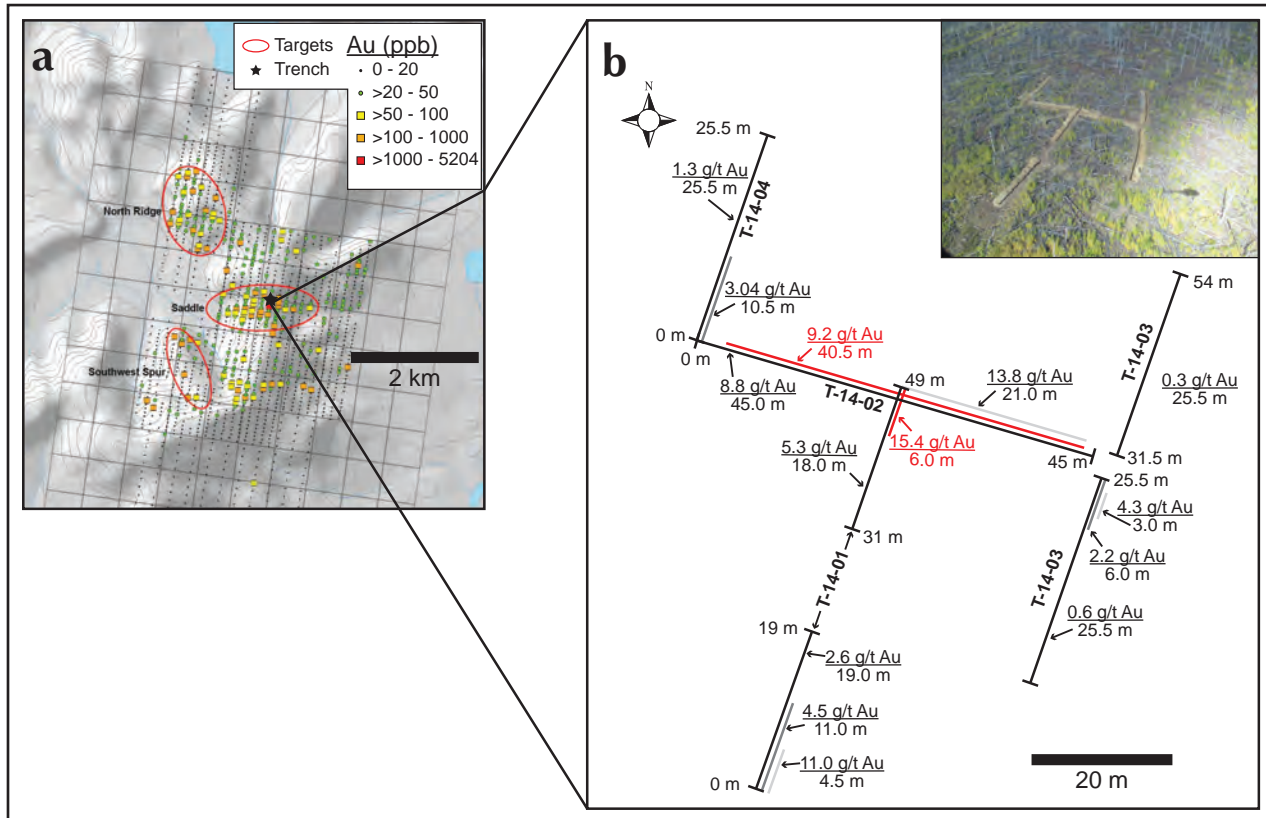 a
Targets
Trench
Au (ppb)
0 - 20
>20 - 50
>50 - 100
>100 - 1000
>1000 - 5204
North Ridge
Saddle
Southwest Spur
2 km
b
N
25.5 m
1.3 g/t Au
25.5 m
T-14-04
3.04 g/t Au
10.5 m
0 m
0 m
9.2 g/t Au
40.5 m
8.8 g/t Au
45.0 m
T-14-02
49 m
13.8 g/t Au
21.0 m
15.4 g/t Au
6.0 m
45 m
5.3 g/t Au
18.0 m
31 m
T-14-01
19 m
2.6 g/t Au
19.0 m
4.5 g/t Au
11.0 m
11.0 g/t Au
4.5 m
0 m
54 m
T-14-03
0.3 g/t Au
25.5 m
31.5 m
25.5 m
4.3 g/t Au
3.0 m
2.2 g/t Au
6.0 m
T-14-03
0.6 g/t Au
25.5 m
20 m